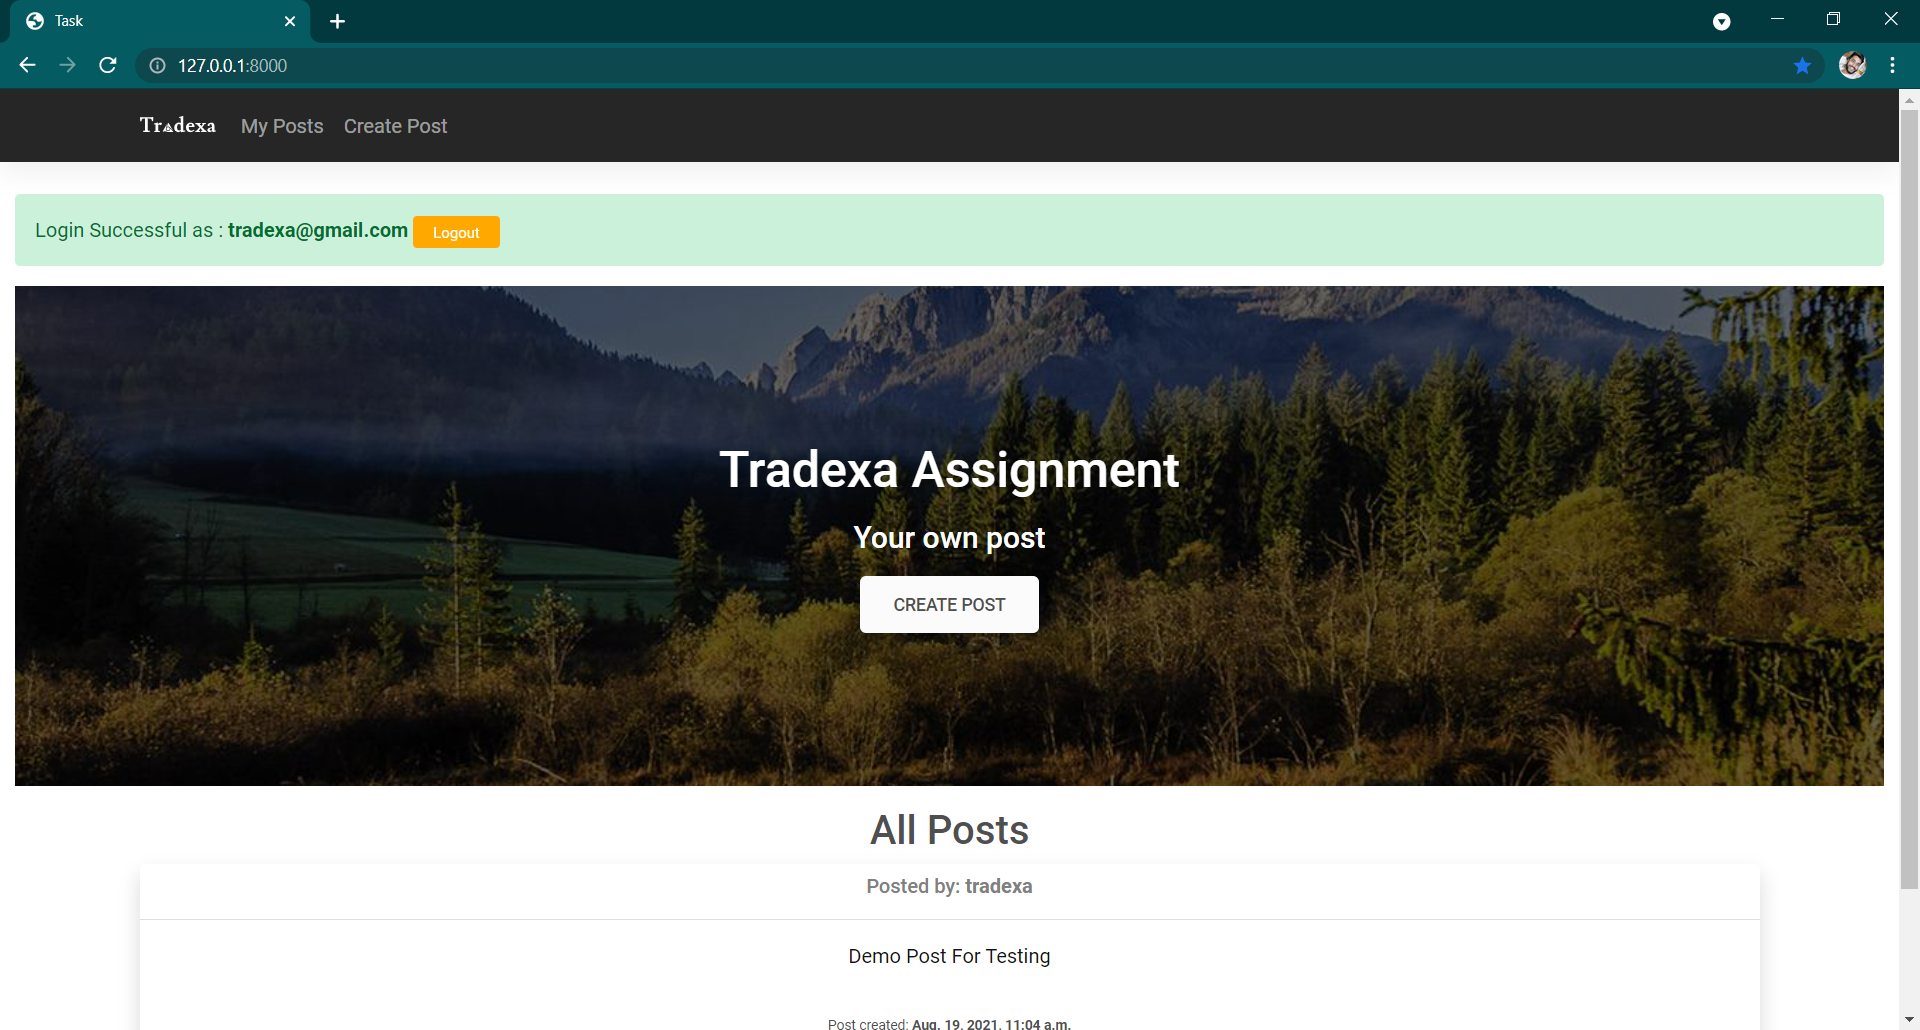 Task
127.0.0.1:8000
Tradexa My Posts Create Post
Login Successful as : tradexa@gmail.com Logout
Tradexa Assignment
Your own post
CREATE POST
All Posts
Posted by: tradexa
Demo Post For Testing
Post created: Aug. 19, 2021, 11:04 a.m.